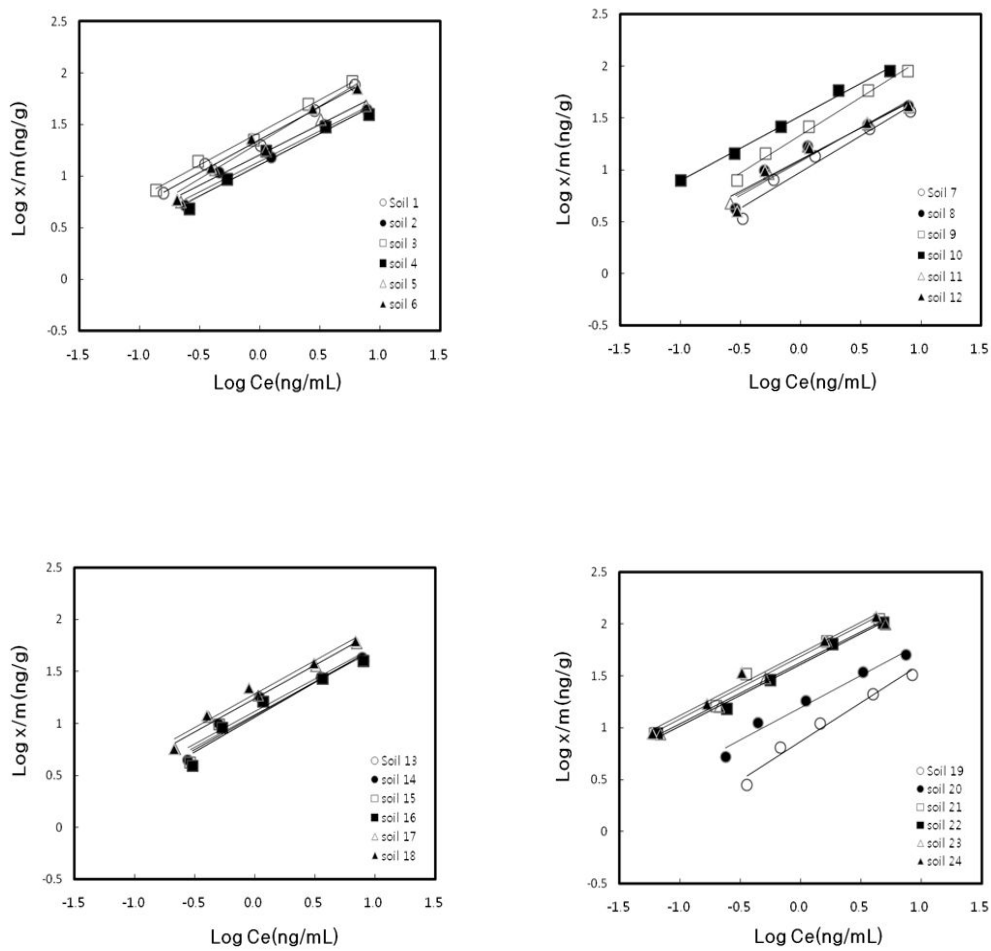 2.5
2
1.5
1
0.5
0
-0.5
-1.5 -1.0 -0.5 0.0 0.5 1.0 1.5
Log x/m(ng/g)
Log Ce(ng/mL)
Soil 1
soil 2
soil 3
soil 4
soil 5
soil 6
2.5
2
1.5
1
0.5
0
-0.5
-1.5 -1.0 -0.5 0.0 0.5 1.0 1.5
Log x/m(ng/g)
Log Ce(ng/mL)
Soil 7
soil 8
soil 9
soil 10
soil 11
soil 12
2.5
2
1.5
1
0.5
0
-0.5
-1.5 -1.0 -0.5 0.0 0.5 1.0 1.5
Log x/m(ng/g)
Log Ce(ng/mL)
Soil 13
soil 14
soil 15
soil 16
soil 17
soil 18
2.5
2
1.5
1
0.5
0
-0.5
-1.5 -1.0 -0.5 0.0 0.5 1.0 1.5
Log x/m(ng/g)
Log Ce(ng/mL)
Soil 19
soil 20
soil 21
soil 22
soil 23
soil 24